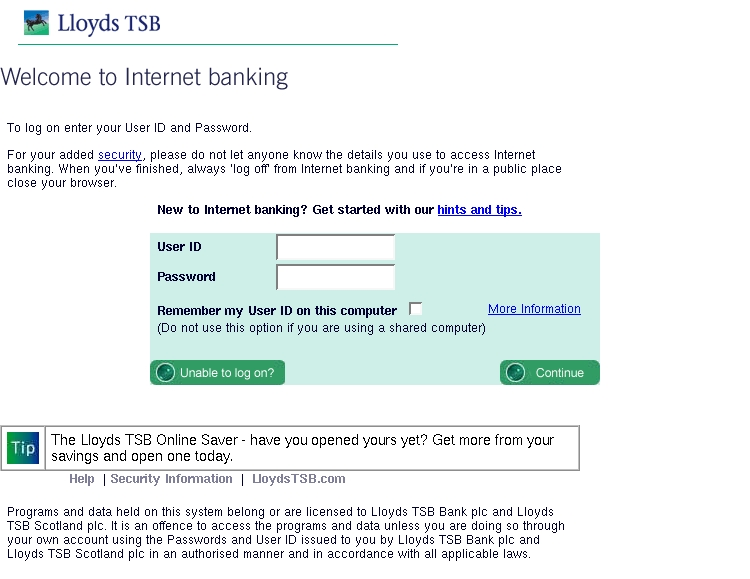 Lloyds TSB
Welcome to Internet banking
To log on enter your User ID and Password.
For your added security, please do not let anyone know the details you use to access Internet
banking. When you've finished, always 'log off' from Internet banking and if you're in a public place
close your browser.
New to Internet banking? Get started with our hints and tips.
User ID
Password
Remember my User ID on this computer More Information
(Do not use this option if you are using a shared computer)
Unable to log on? Continue
Tip The Lloyds TSB Online Saver - have you opened yours yet? Get more from your
savings and open one today.
Help | Security Information | LloydsTSB.com
Programs and data held on this system belong or are licensed to Lloyds TSB Bank plc and Lloyds
TSB Scotland plc. It is an offence to access the programs and data unless you are doing so through
your own account using the Passwords and User ID issued to you by Lloyds TSB Bank plc and
Lloyds TSB Scotland plc in an authorised manner and in accordance with all applicable laws.